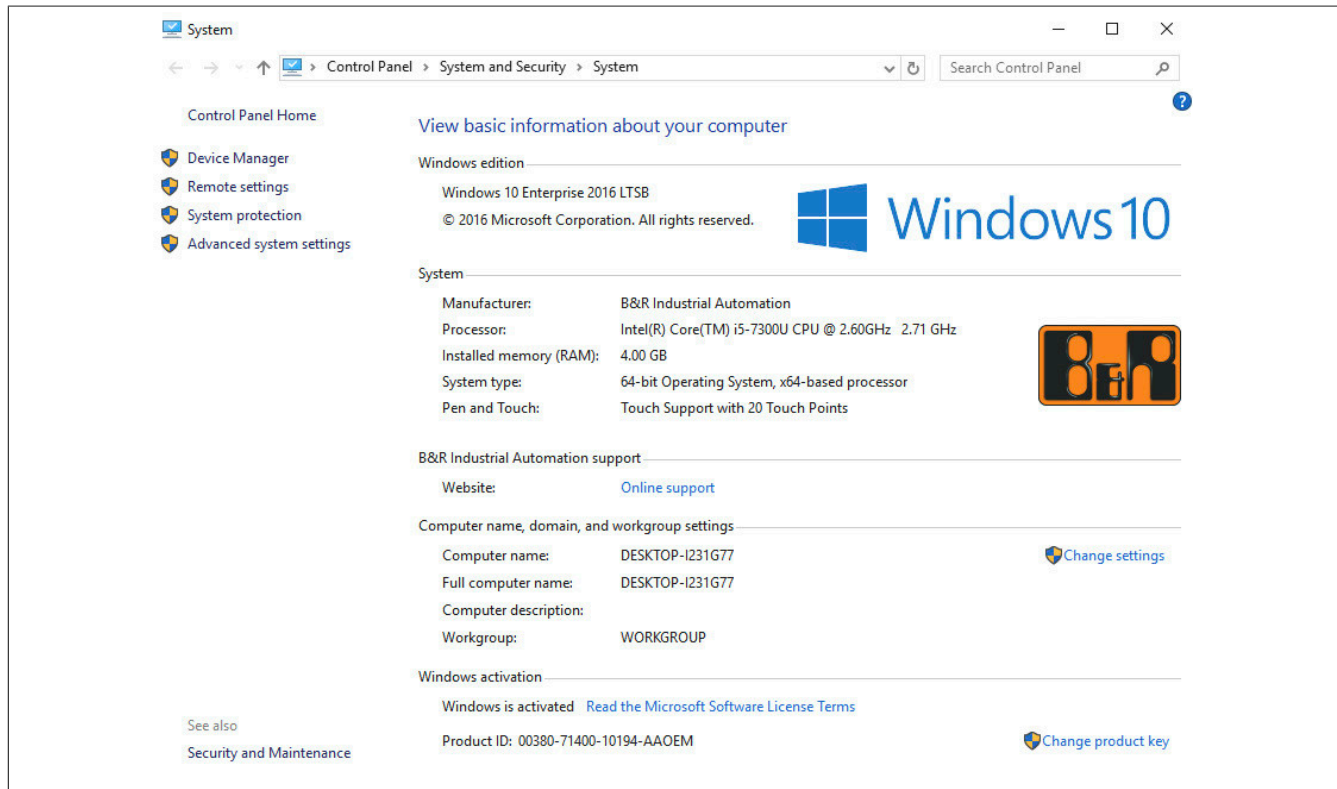 System
Control Panel > System and Security > System
Search Control Panel
?
Control Panel Home
Device Manager
Remote settings
System protection
Advanced system settings
View basic information about your computer
Windows edition
Windows 10 Enterprise 2016 LTSB
© 2016 Microsoft Corporation. All rights reserved.
Windows 10
System
Manufacturer: B&R Industrial Automation
Processor: Intel(R) Core(TM) i5-7300U CPU @ 2.60GHz 2.71 GHz
Installed memory (RAM): 4.00 GB
System type: 64-bit Operating System, x64-based processor
Pen and Touch: Touch Support with 20 Touch Points
B&R
B&R Industrial Automation support
Website: Online support
Computer name, domain, and workgroup settings
Computer name: DESKTOP-I231G77
Change settings
Full computer name: DESKTOP-I231G77
Computer description:
Workgroup: WORKGROUP
Windows activation
Windows is activated Read the Microsoft Software License Terms
Product ID: 00380-71400-10194-AAOEM
Change product key
See also
Security and Maintenance